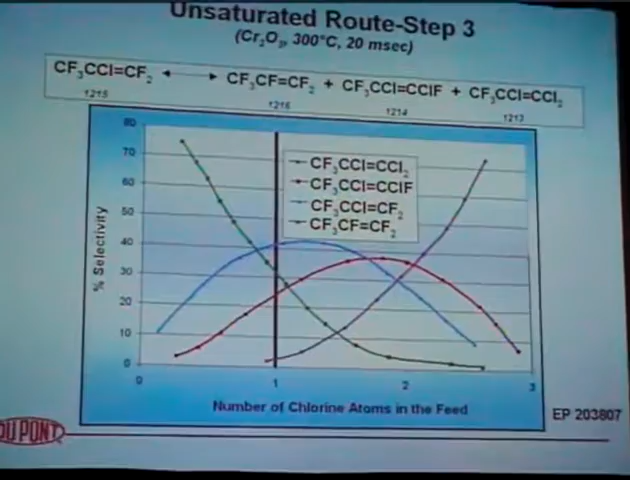 Unsaturated Route-Step 3
(Cr₂O₃, 300°C, 20 msec)
CF₃CCl=CF₂ ⟷ CF₃CF=CF₂ + CF₃CCl=CClF + CF₃CCl=CCl₂
1215 1216 1214 1213
80
70
60
50
40
30
20
10
0
% Selectivity
CF₃CCl=CCl₂
CF₃CCl=CClF
CF₃CCl=CF₂
CF₃CF=CF₂
0 1 2 3
Number of Chlorine Atoms in the Feed
EP 203807
DU PONT